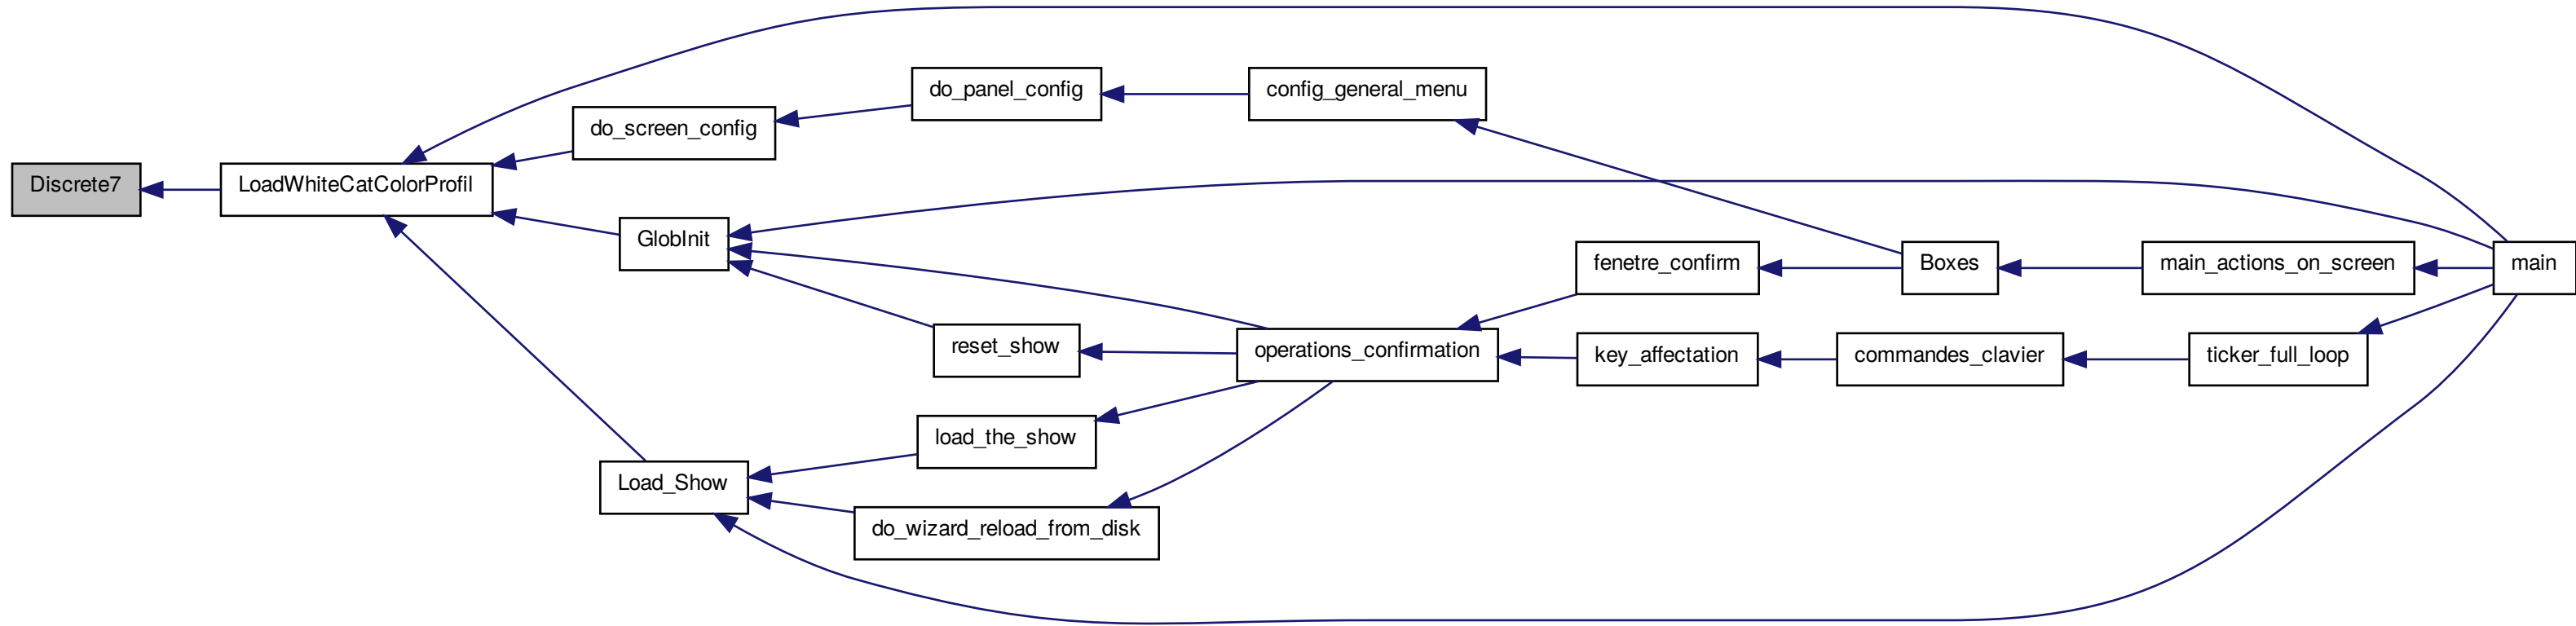 Discrete7
LoadWhiteCatColorProfil
do_screen_config
do_panel_config
config_general_menu
GlobInit
reset_show
Load_Show
load_the_show
do_wizard_reload_from_disk
operations_confirmation
fenetre_confirm
key_affectation
Boxes
commandes_clavier
main_actions_on_screen
ticker_full_loop
main